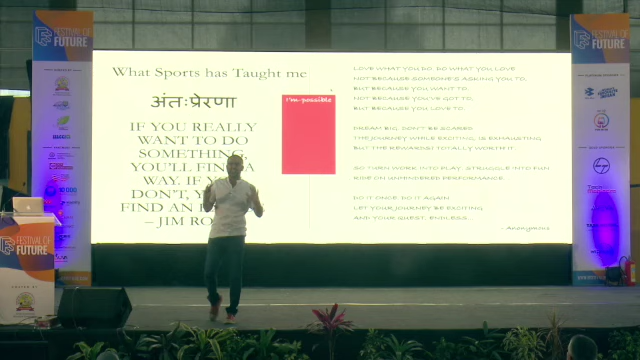 FESTIVAL OF
FUTURE
What Sports has Taught me
अंतःप्रेरणा
IF YOU REALLY
WANT TO DO
SOMETHING,
YOU'LL FIND A
WAY. IF
DON'T,
FIND AN
– JIM
I'm possible
LOVE WHAT YOU DO. DO WHAT YOU LOVE
NOT BECAUSE SOMEONE'S ASKING YOU TO,
BUT BECAUSE YOU WANT TO.
NOT BECAUSE YOU'VE GOT TO,
BUT BECAUSE YOU LOVE TO.
DREAM BIG, DON'T BE SCARED
THE JOURNEY WHILE EXCITING, IS EXHAUSTING
BUT THE REWARDS TOTALLY WORTH IT.
SO TURN WORK INTO PLAY, STRUGGLE INTO FUN
RIDE ON UNHINDERED PERFORMANCE
DO IT ONCE, DO IT AGAIN
LET YOUR JOURNEY BE EXCITING
AND YOUR QUEST, ENDLESS...
- Anonymous
FESTIVAL OF
FUTURE
FESTIVAL OF
FUTURE